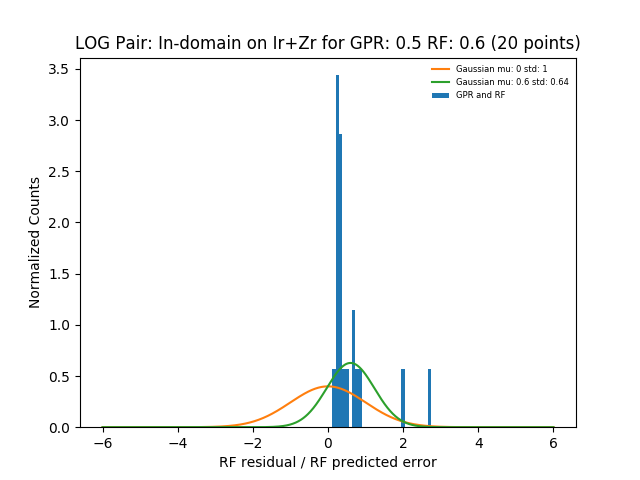 LOG Pair: In-domain on Ir+Zr for GPR: 0.5 RF: 0.6 (20 points)
Gaussian mu: 0 std: 1
Gaussian mu: 0.6 std: 0.64
GPR and RF
Normalized Counts
3.5
3.0
2.5
2.0
1.5
1.0
0.5
0.0
−6 −4 −2 0 2 4 6
RF residual / RF predicted error